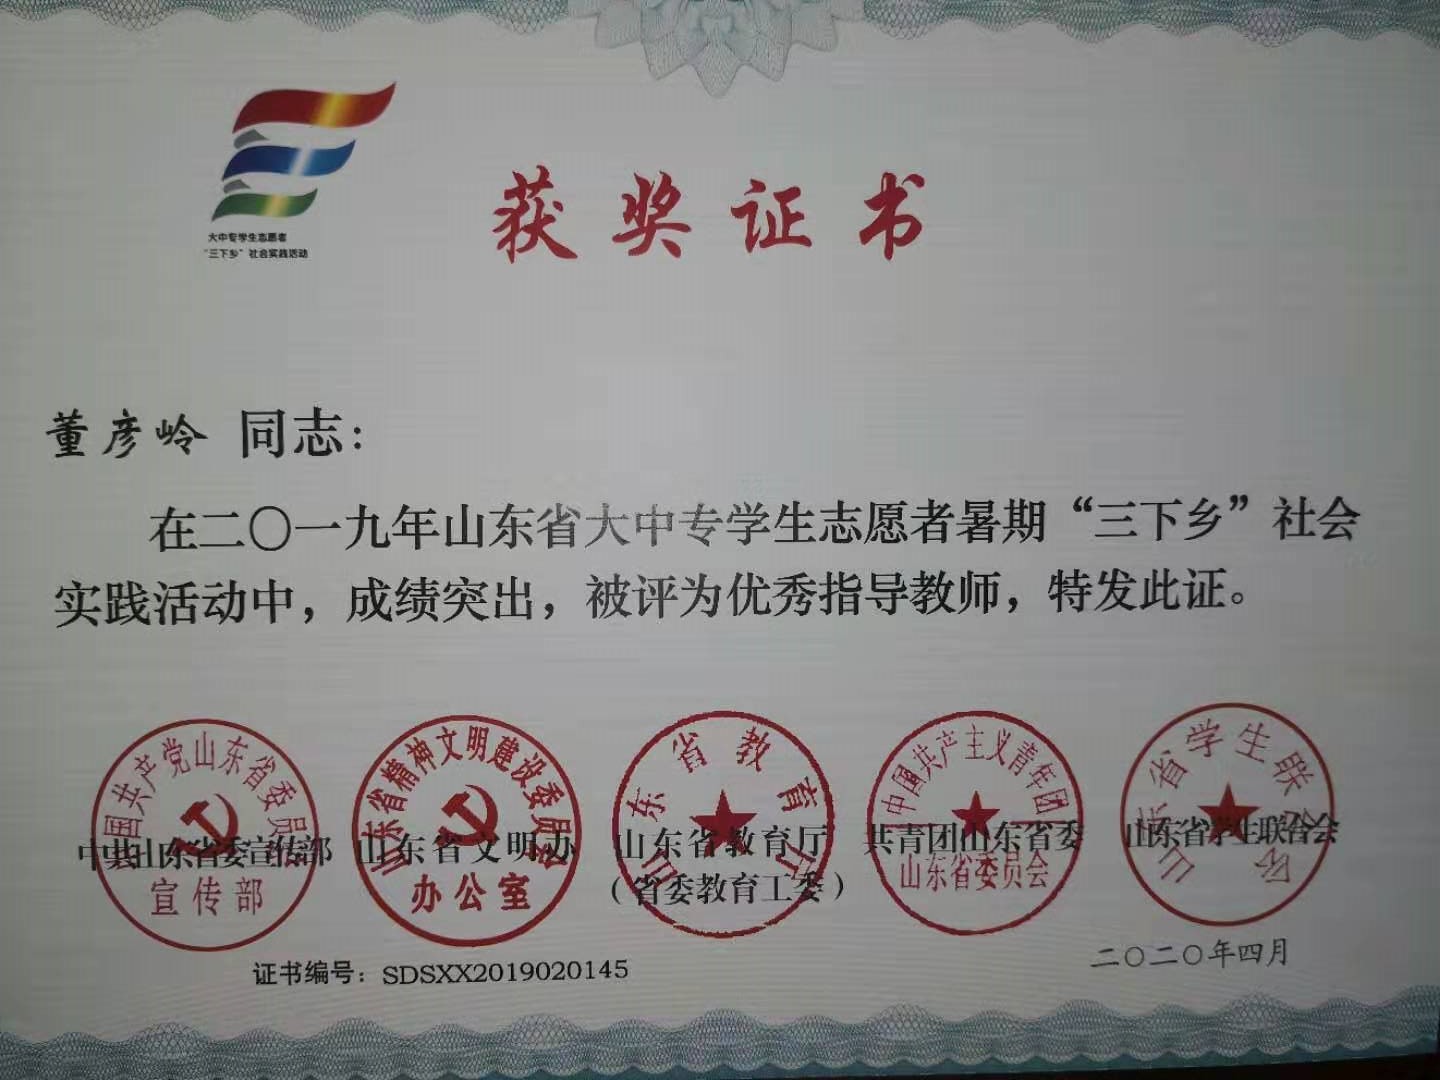 大中专学生志愿者
“三下乡”社会实践活动
获奖证书
董彦岭 同志：
在二〇一九年山东省大中专学生志愿者暑期“三下乡”社会
实践活动中，成绩突出，被评为优秀指导教师，特发此证。
中国共产党山东省委员会
宣传部
中共山东省委宣传部
山东省精神文明建设委员会
办公室
山东省文明办
山东省教育厅
山东省教育厅
（省委教育工委）
中国共产主义青年团
山东省委员会
共青团山东省委
山东省学生联合会
山东省学生联合会
证书编号：SDSXX2019020145
二〇二〇年四月